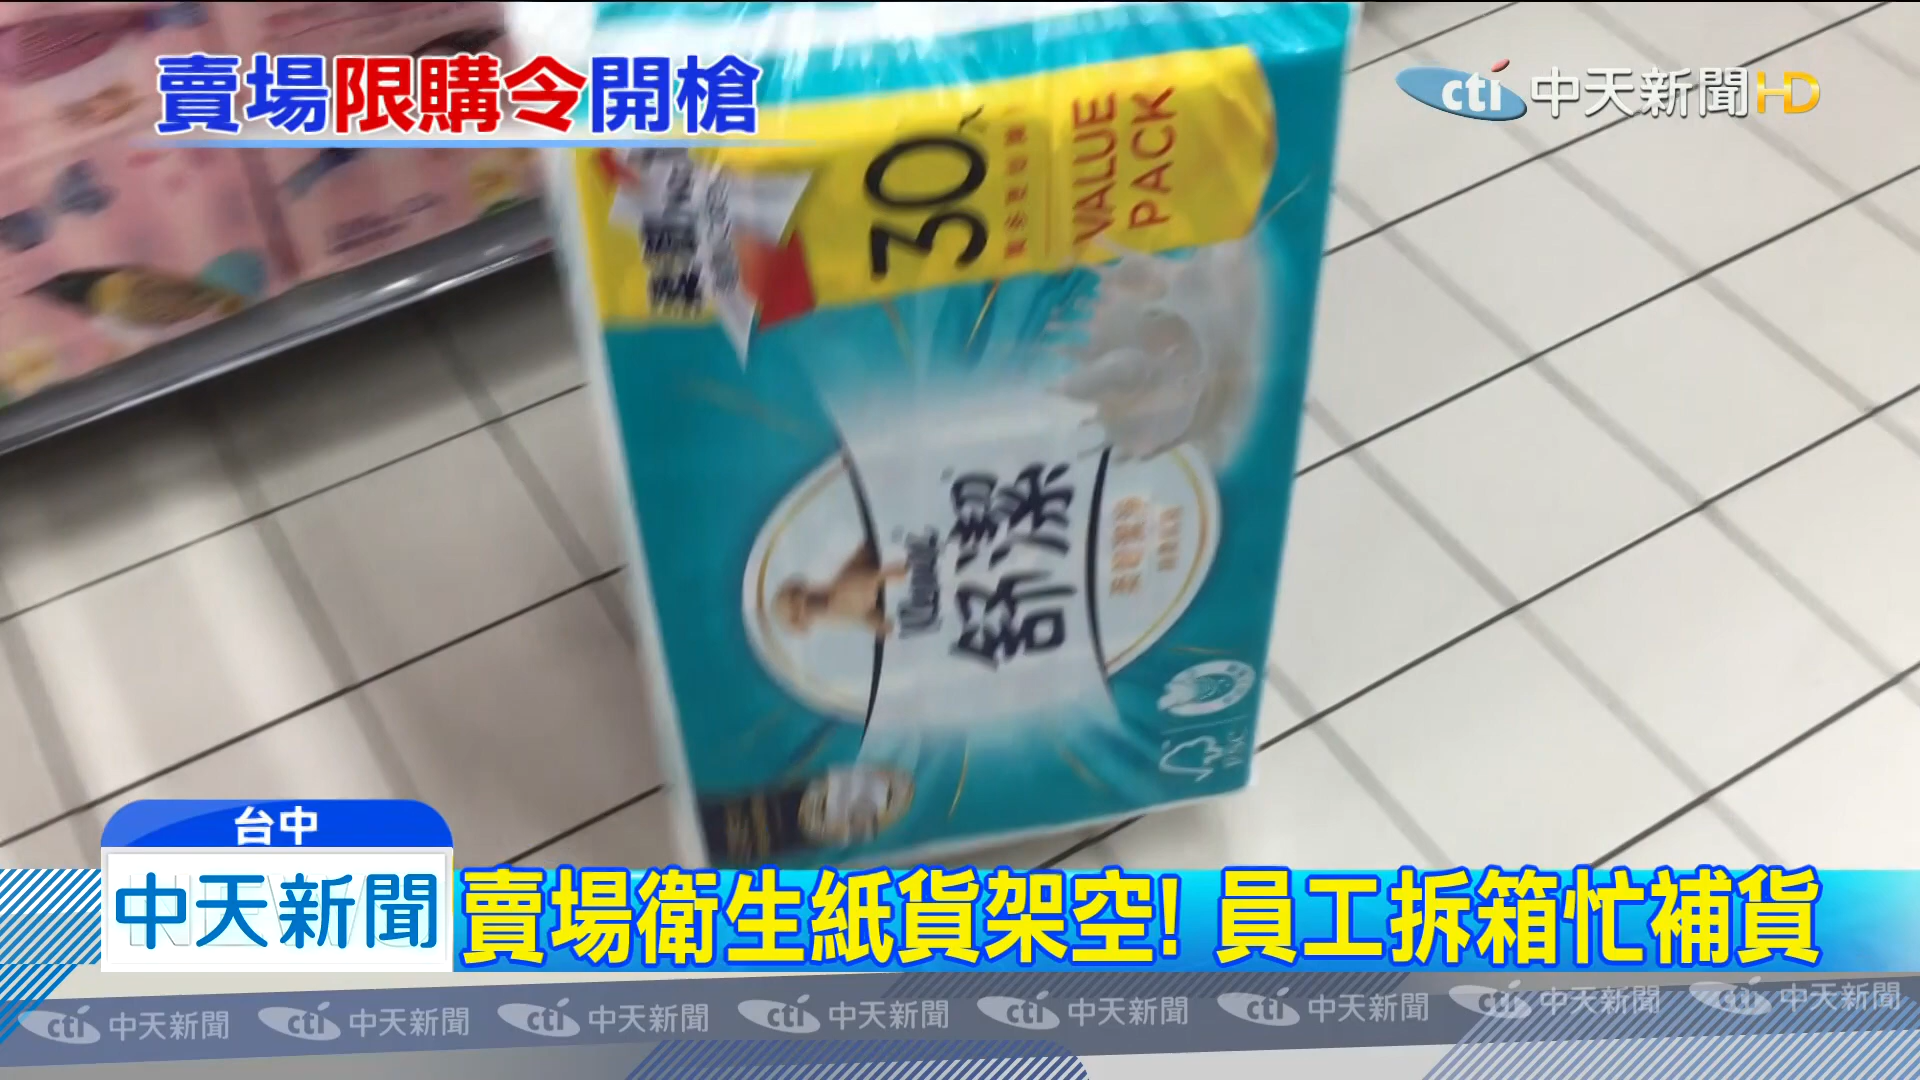 賣場限購令開槍
cti 中天新聞HD
30
VALUE
PACK
舒潔
台中
中天新聞
賣場衛生紙貨架空! 員工拆箱忙補貨
cti 中天新聞 cti 中天新聞 cti 中天新聞 cti 中天新聞 cti 中天新聞 cti 中天新聞 cti 中天新聞 cti 中天新聞